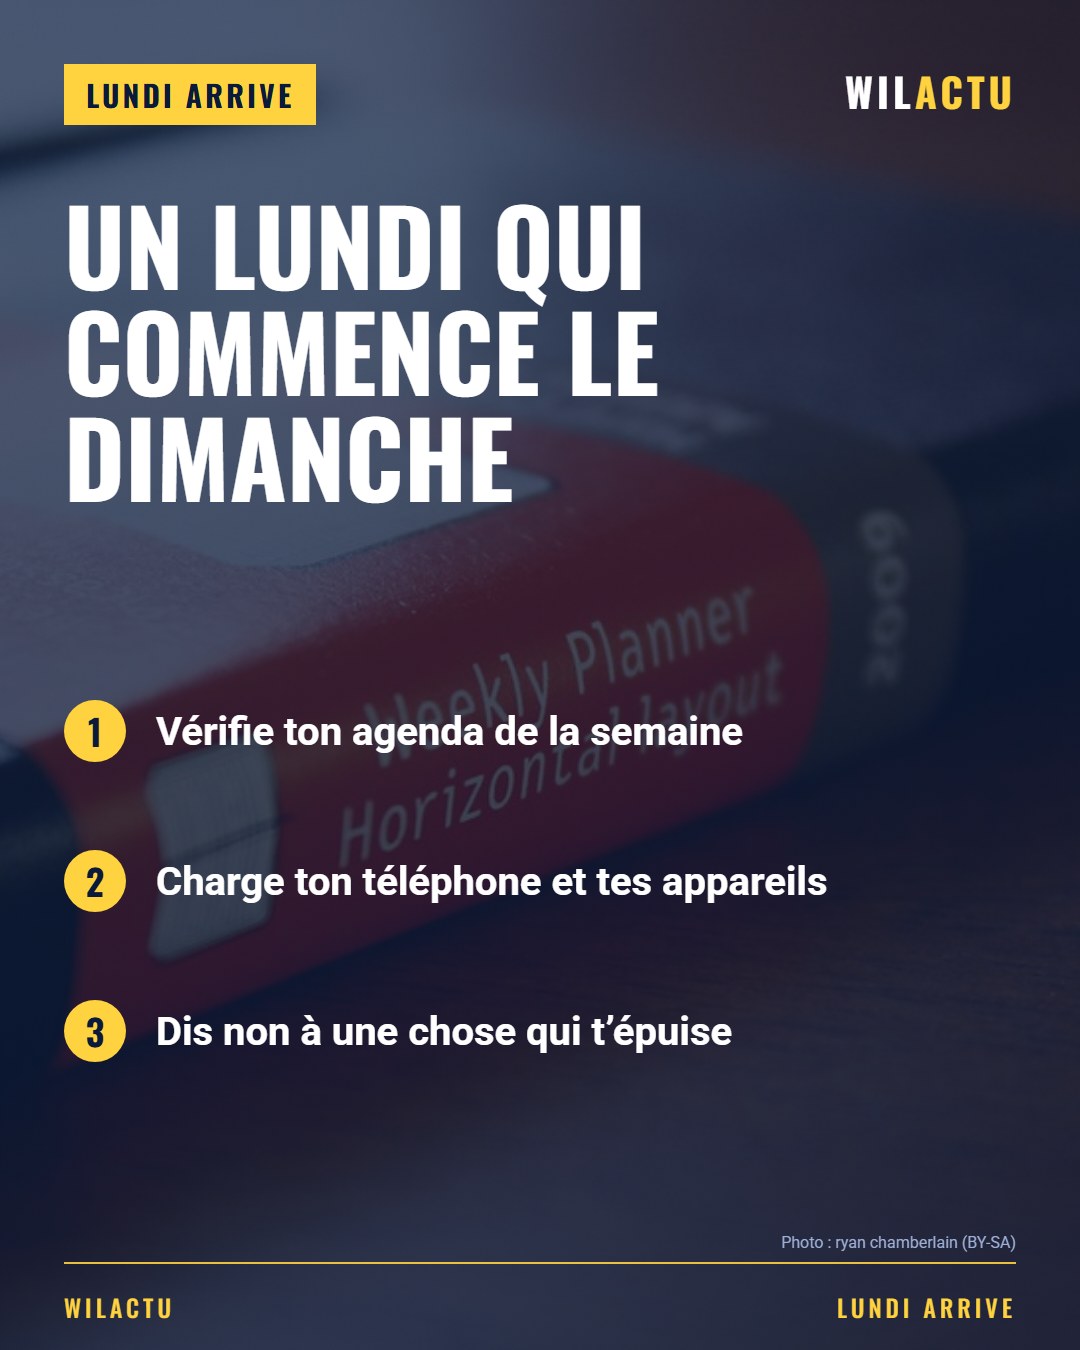 LUNDI ARRIVE
WILACTU
UN LUNDI QUI
COMMENCE LE
DIMANCHE
2009
Weekly Planner
Horizontal layout
1 Vérifie ton agenda de la semaine
2 Charge ton téléphone et tes appareils
3 Dis non à une chose qui t’épuise
Photo : ryan chamberlain (BY-SA)
WILACTU
LUNDI ARRIVE